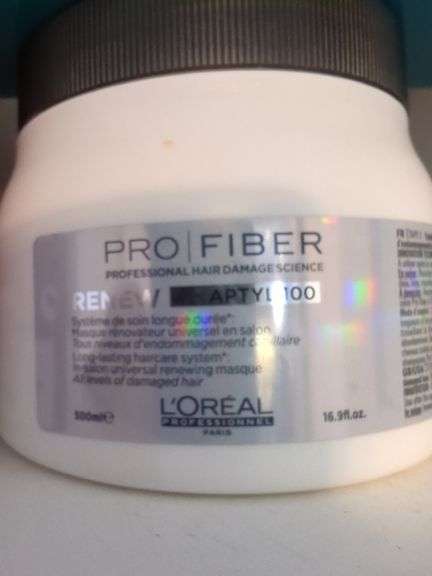 PRO|FIBER
PROFESSIONAL HAIR DAMAGE SCIENCE
RENEW APTYL 100
Système de soin longue durée*:
Masque rénovateur universel en salon
Tous niveaux d'endommagement capillaire
Long-lasting haircare system*:
In-salon universal renewing masque
All levels of damaged hair
500ml e
16.9fl.oz.
L'ORÉAL
PROFESSIONNEL
PARIS